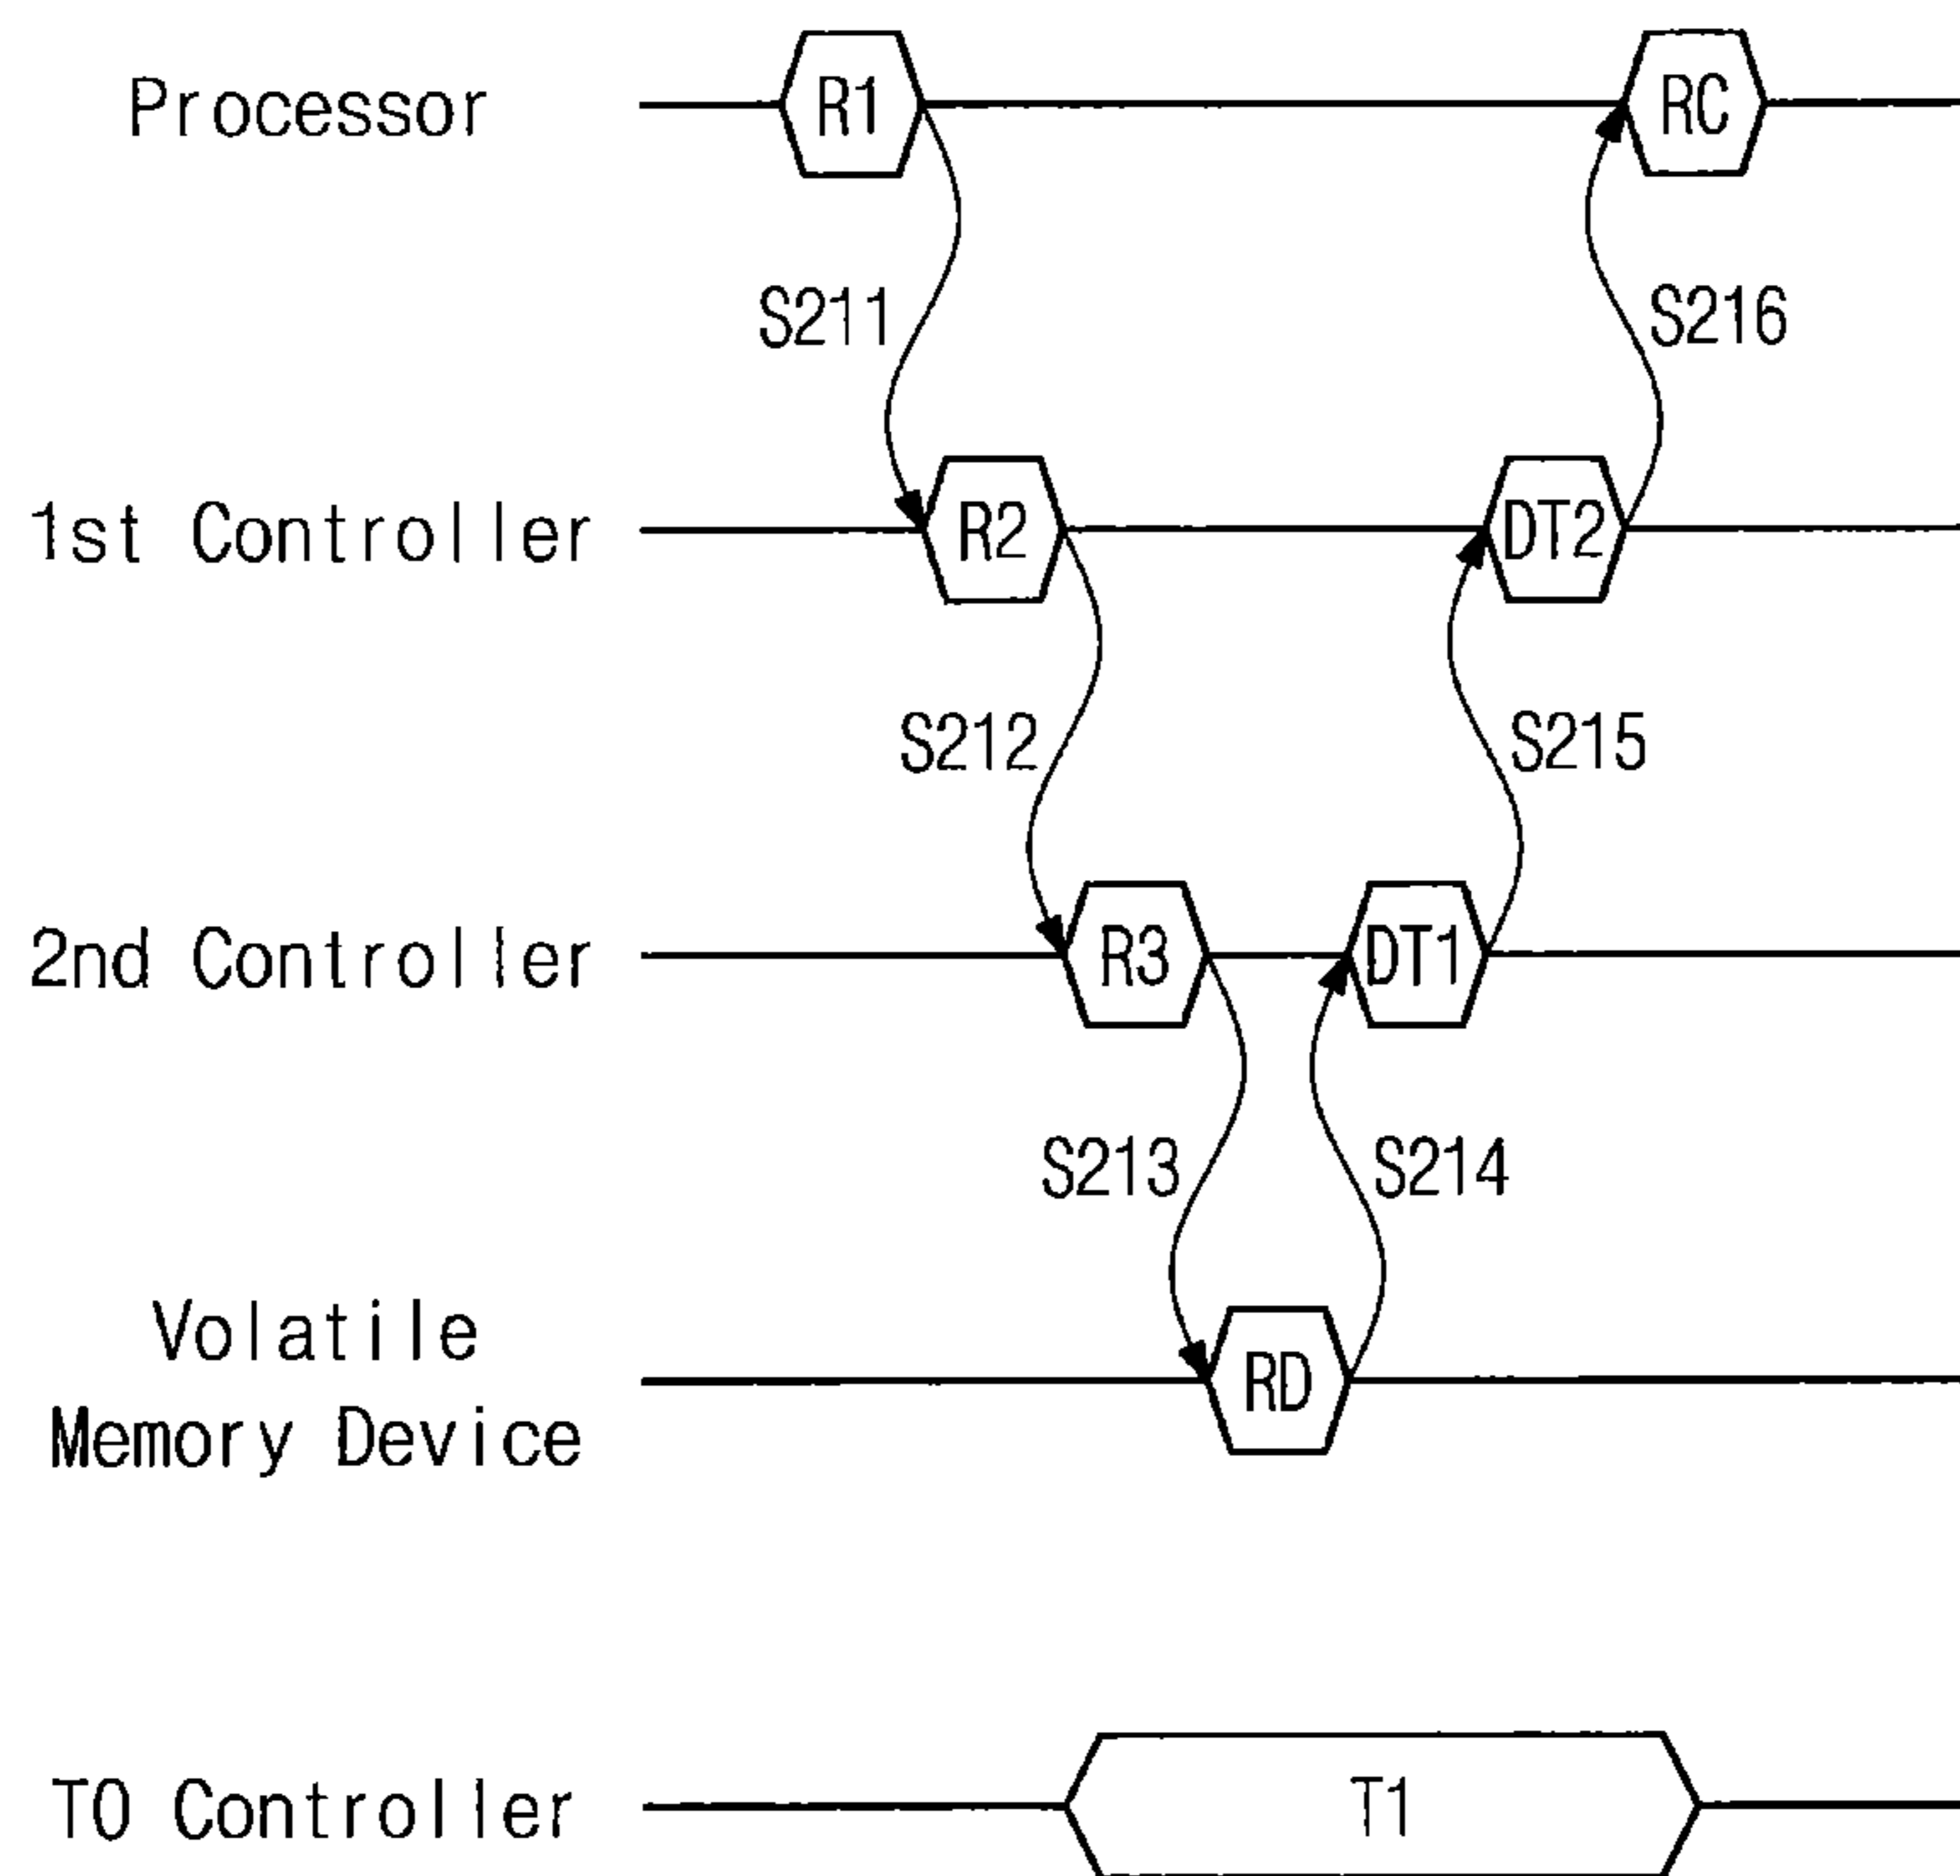 Processor R1 RC
S211 S216
1st Controller R2 DT2
S212 S215
2nd Controller R3 DT1
S213 S214
Volatile
Memory Device RD
TO Controller T1